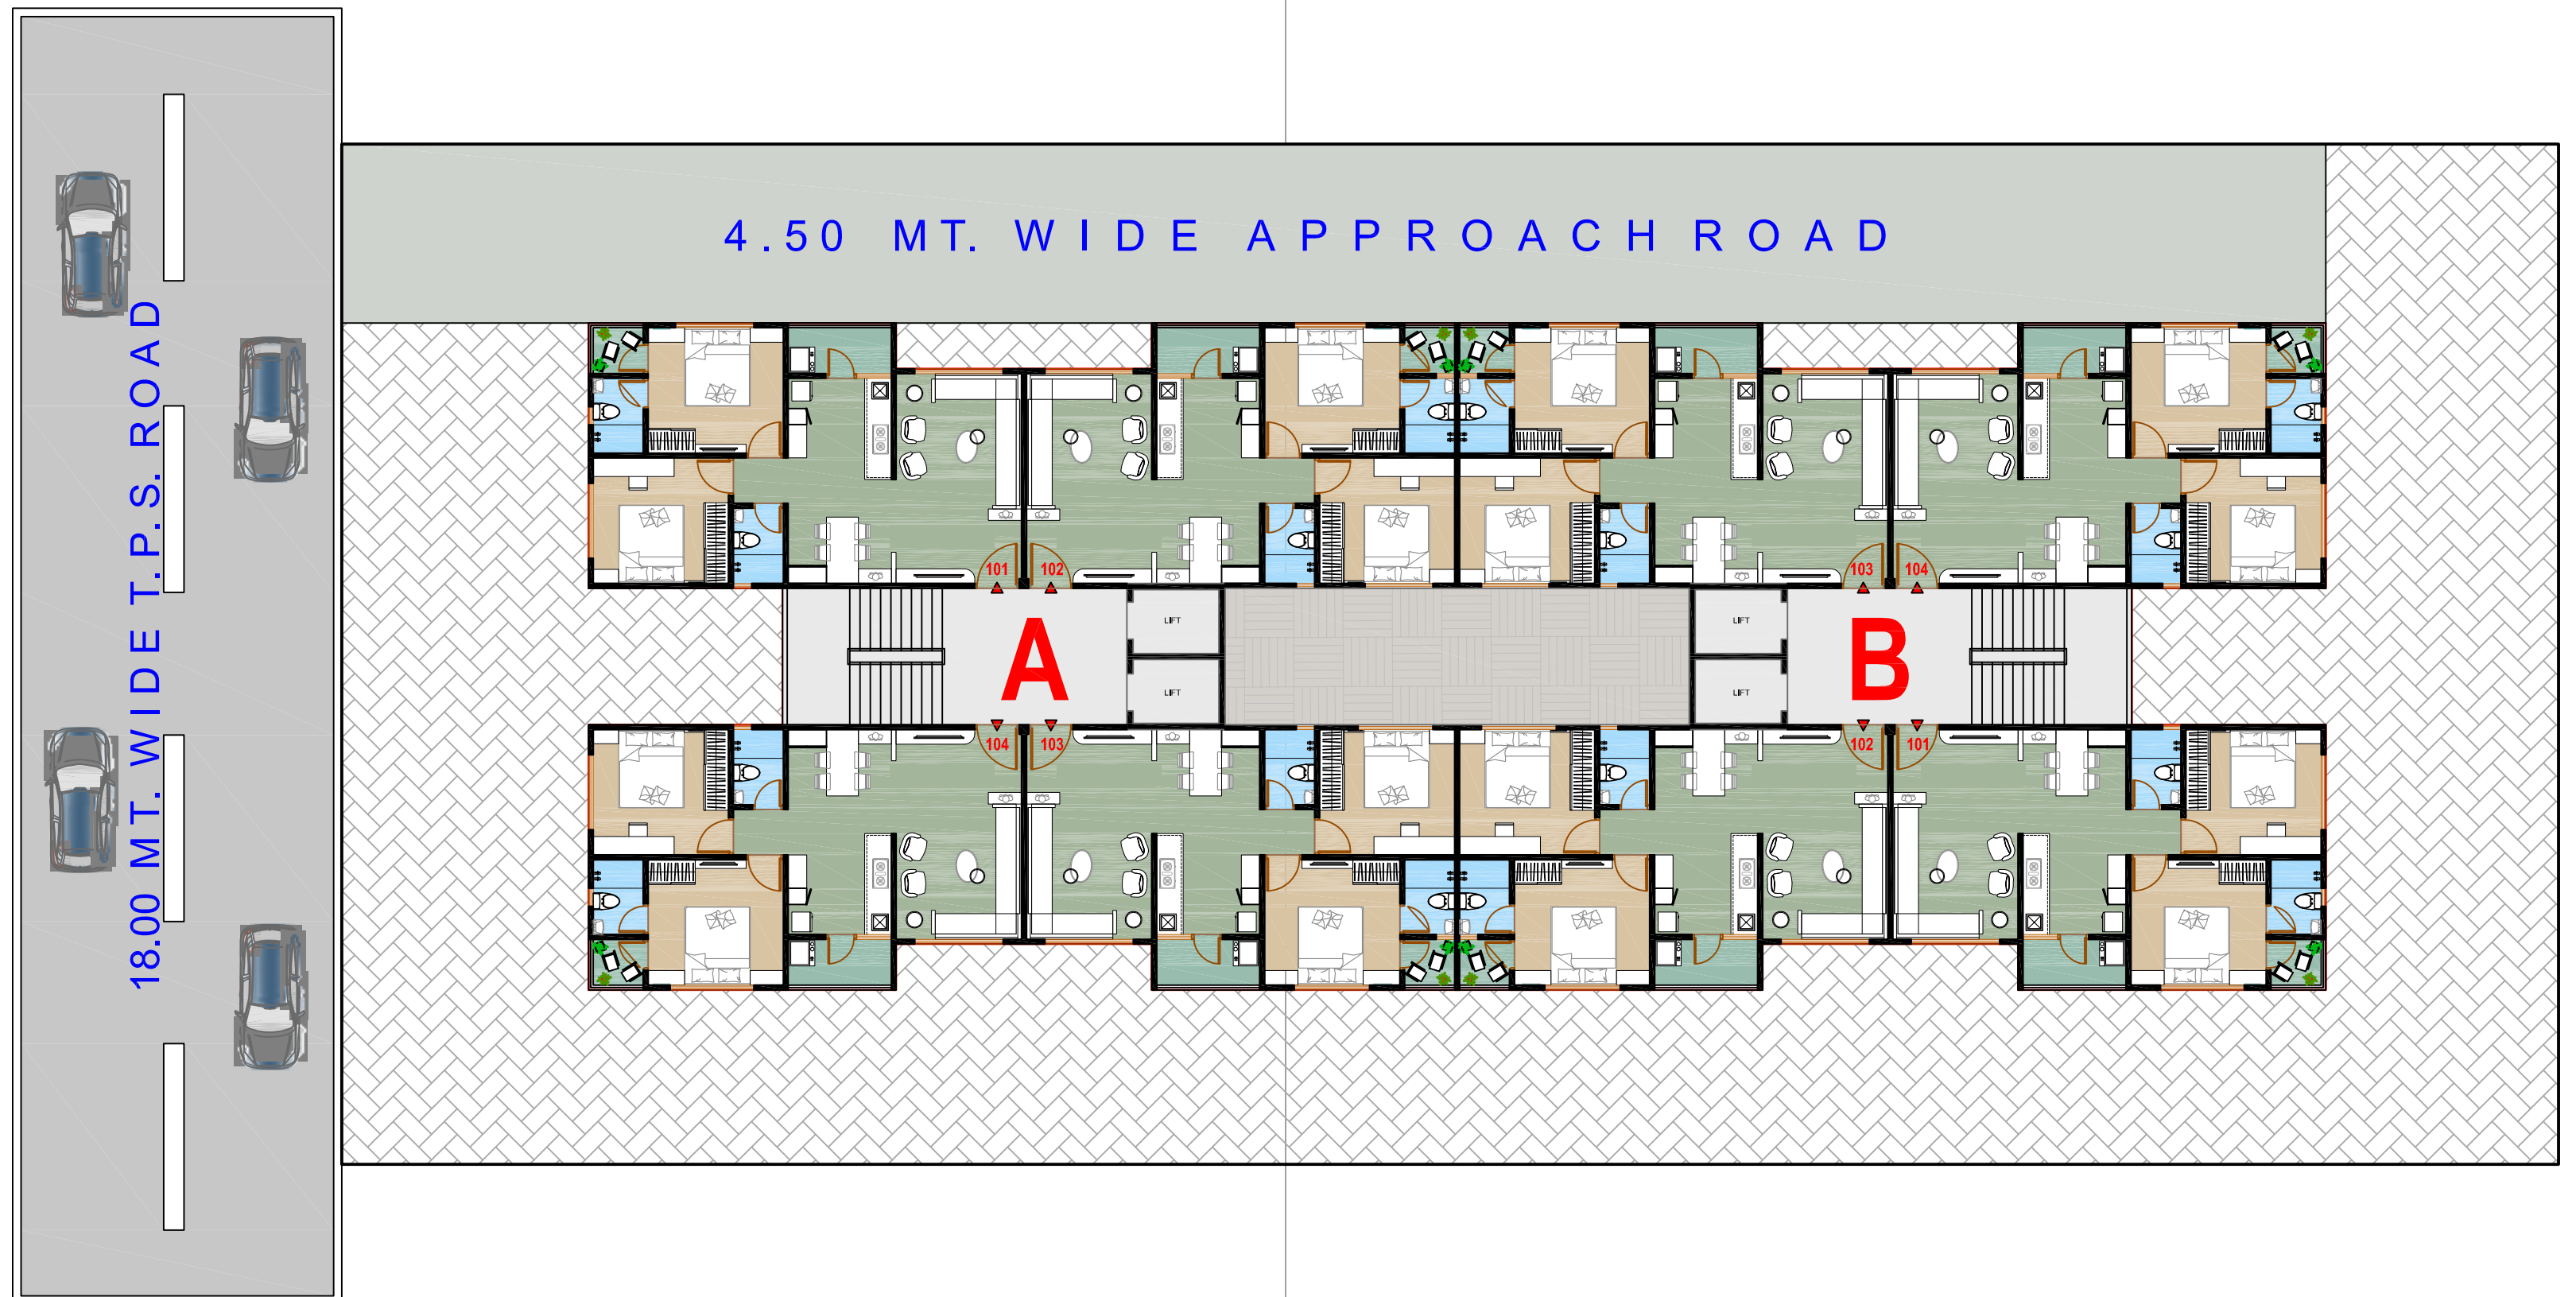 18.00 MT. WIDE T.P.S. ROAD
4.50 MT. WIDE APPROACH ROAD
101 102
103 104
A
LIFT
LIFT
LIFT
LIFT
B
104 103
102 101